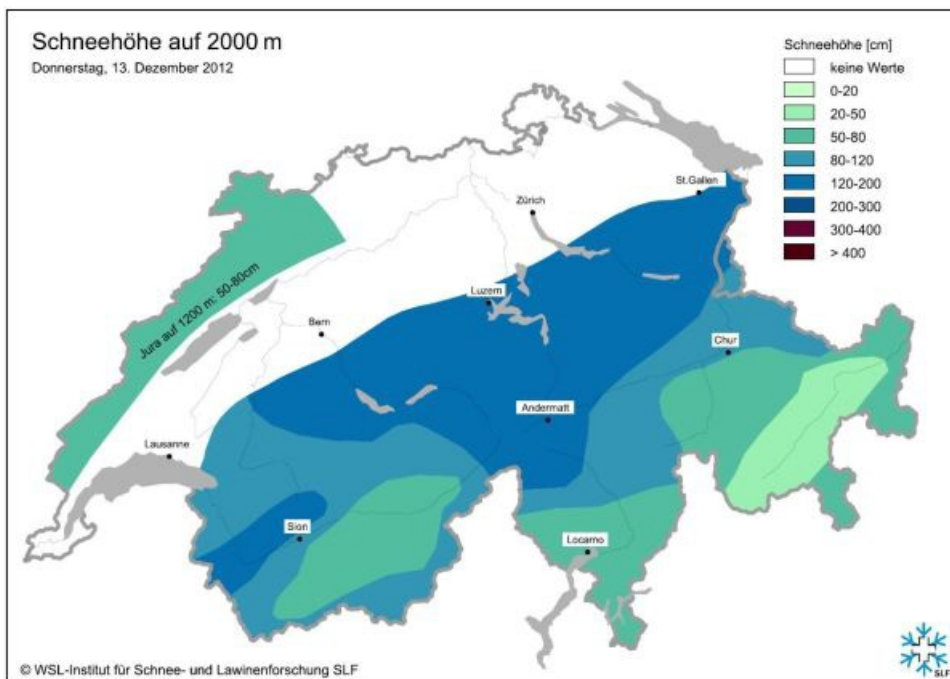 Schneehöhe auf 2000 m
Donnerstag, 13. Dezember 2012
Schneehöhe [cm]
keine Werte
0-20
20-50
50-80
80-120
120-200
200-300
300-400
> 400
St.Gallen
Zürich
Jura auf 1200 m: 50-80cm
Luzern
Bern
Chur
Andermatt
Lausanne
Sion
Locarno
© WSL-Institut für Schnee- und Lawinenforschung SLF
SLF